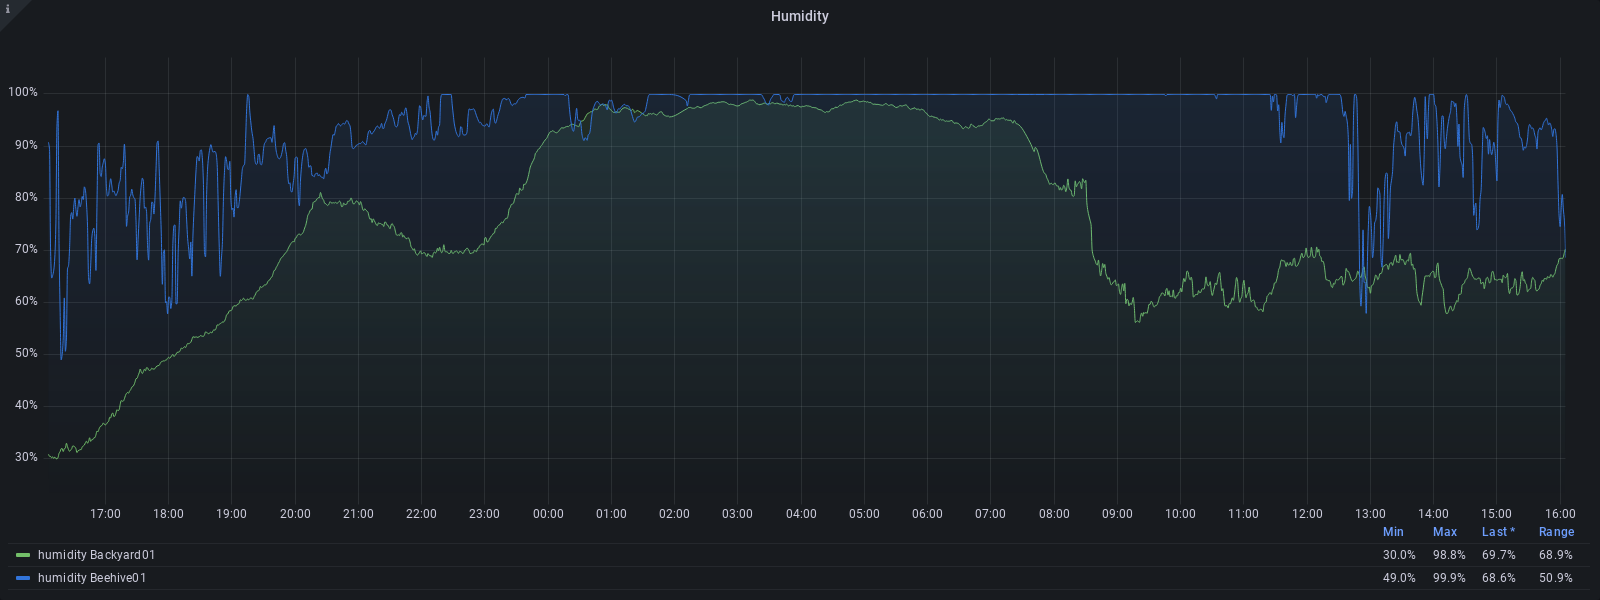 i
Humidity
100%
90%
80%
70%
60%
50%
40%
30%
17:00 18:00 19:00 20:00 21:00 22:00 23:00 00:00 01:00 02:00 03:00 04:00 05:00 06:00 07:00 08:00 09:00 10:00 11:00 12:00 13:00 14:00 15:00 16:00
Min Max Last * Range
humidity Backyard01 30.0% 98.8% 69.7% 68.9%
humidity Beehive01 49.0% 99.9% 68.6% 50.9%